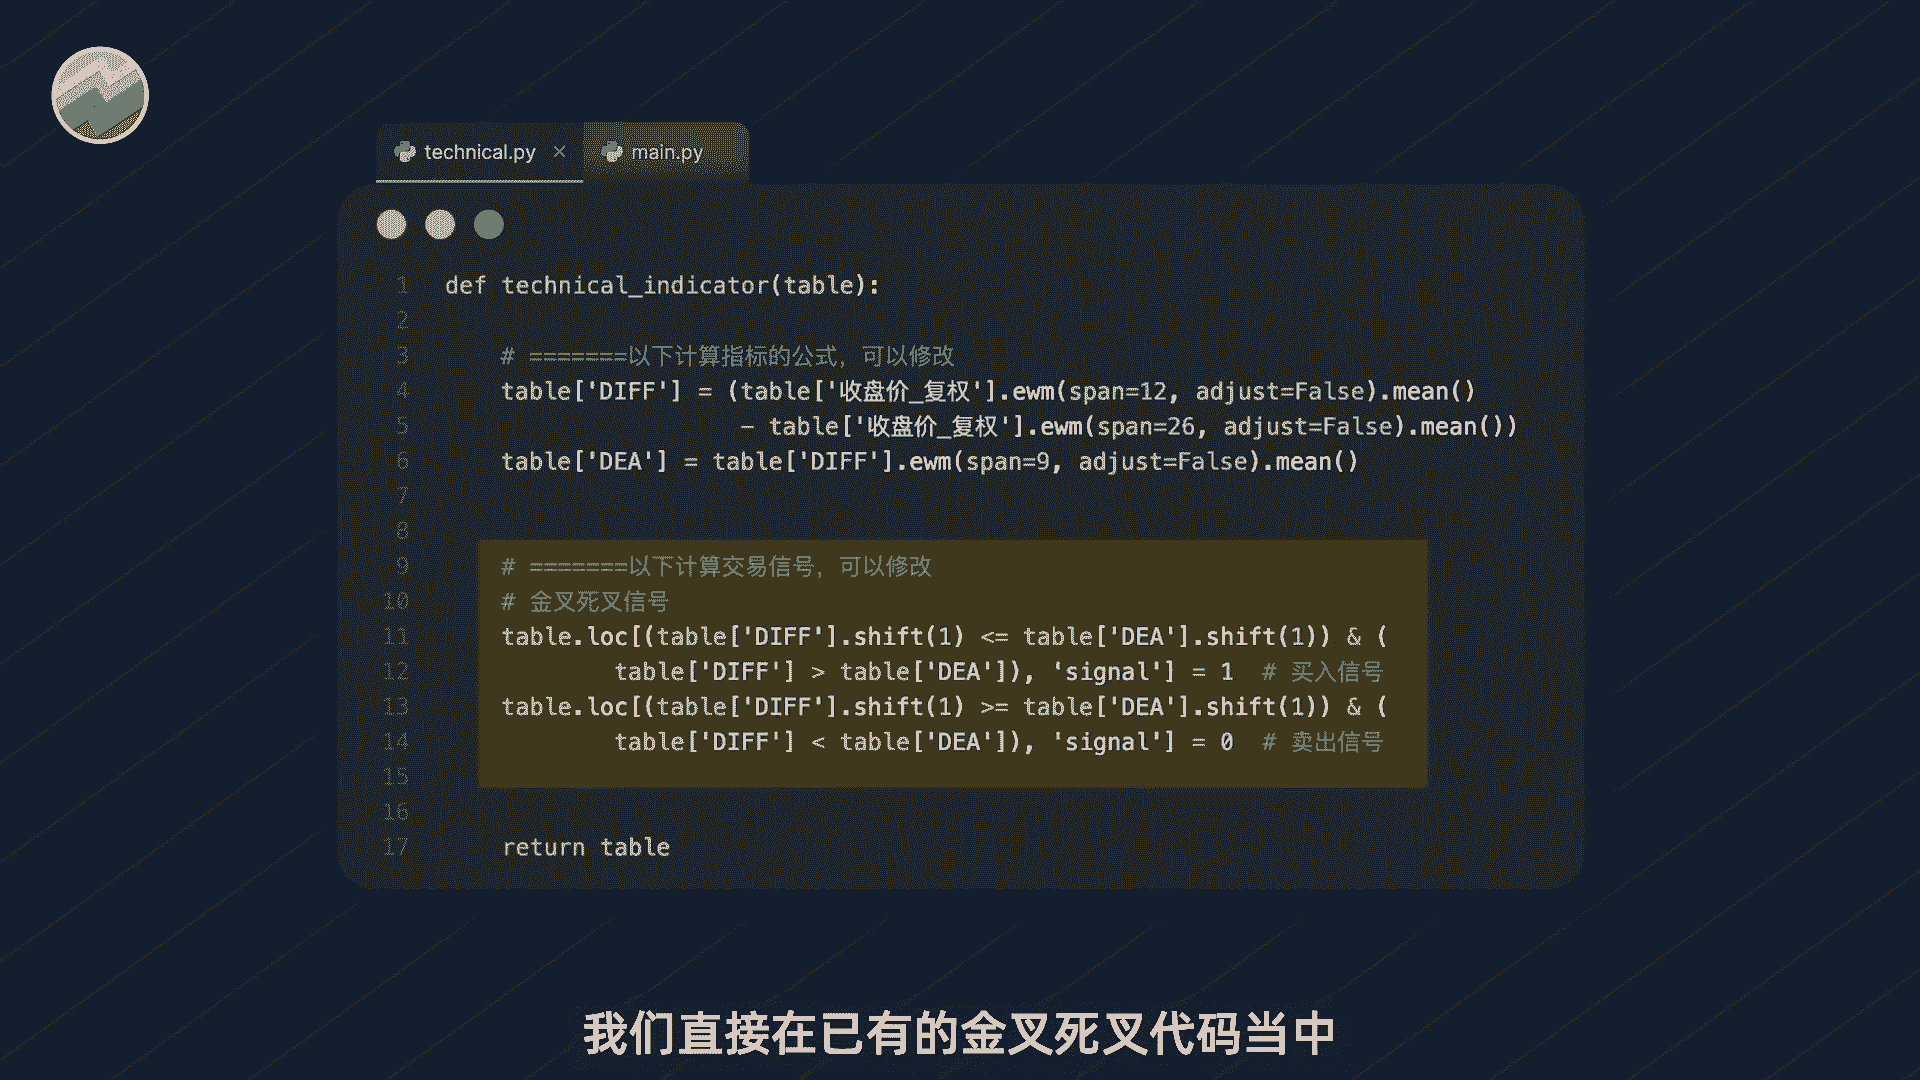 technical.py ×
main.py
1 def technical_indicator(table):
2
3 # =======以下计算指标的公式，可以修改
4 table['DIFF'] = (table['收盘价_复权'].ewm(span=12, adjust=False).mean()
5 - table['收盘价_复权'].ewm(span=26, adjust=False).mean())
6 table['DEA'] = table['DIFF'].ewm(span=9, adjust=False).mean()
7
8
9 # =======以下计算交易信号，可以修改
10 # 金叉死叉信号
11 table.loc[(table['DIFF'].shift(1) <= table['DEA'].shift(1)) & (
12 table['DIFF'] > table['DEA']), 'signal'] = 1 # 买入信号
13 table.loc[(table['DIFF'].shift(1) >= table['DEA'].shift(1)) & (
14 table['DIFF'] < table['DEA']), 'signal'] = 0 # 卖出信号
15
16
17 return table
我们直接在已有的金叉死叉代码当中